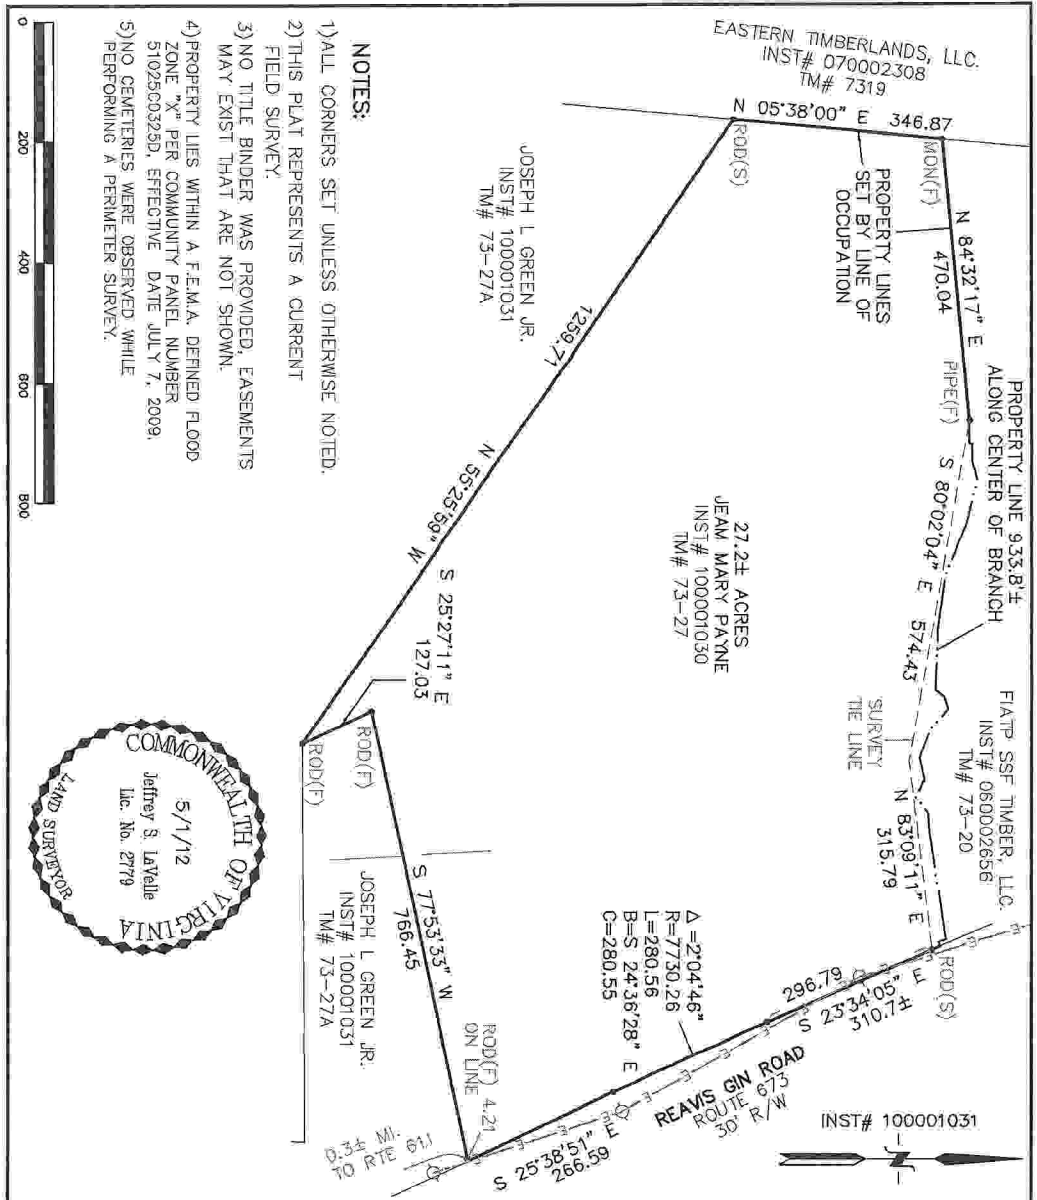 EASTERN TIMBERLANDS, LLC.
INST# 070002308
TM# 7319
N 05°38'00" E 346.87
ROD(S)
MON(F)
PROPERTY LINES
SET BY LINE OF
OCCUPATION
N 84°32'17" E
470.04
PIPE(F)
PROPERTY LINE 933.8'±
ALONG CENTER OF BRANCH
S 80°02'04" E 574.43
SURVEY
TIE LINE
FIATP SSF TIMBER, LLC.
INST# 060002656
TM# 73-20
N 83°09'11" E
315.79
ROD(S)
27.2± ACRES
JEAM MARY PAYNE
INST# 100001030
TM# 73-27
JOSEPH L GREEN JR.
INST# 100001031
TM# 73-27A
1259.71 N 55°25'59" W
S 25°27'11" E
127.03
ROD(F)
ROD(F)
S 77°53'33" W
766.45
JOSEPH L GREEN JR.
INST# 100001031
TM# 73-27A
ROD(F) 4.21
ON LINE
Δ=2°04'46"
R=7730.26
L=280.56
B=S 24°36'28" E
C=280.55
296.79
S 23°34'05" E
310.7±
REAVIS GIN ROAD
ROUTE 673
30' R/W
S 25°38'51" E
266.59
0.3± MI.
TO RTE 611
INST# 100001031
NOTES:
1) ALL CORNERS SET UNLESS OTHERWISE NOTED.
2) THIS PLAT REPRESENTS A CURRENT
FIELD SURVEY.
3) NO TITLE BINDER WAS PROVIDED, EASEMENTS
MAY EXIST THAT ARE NOT SHOWN.
4) PROPERTY LIES WITHIN A F.E.M.A. DEFINED FLOOD
ZONE "X" PER COMMUNITY PANEL NUMBER
51025C0325D, EFFECTIVE DATE JULY 7, 2009.
5) NO CEMETERIES WERE OBSERVED WHILE
PERFORMING A PERIMETER SURVEY.
0 200 400 600 800
COMMONWEALTH OF VIRGINIA
5/1/12
Jeffrey S. LaVelle
Lic. No. 2779
LAND SURVEYOR